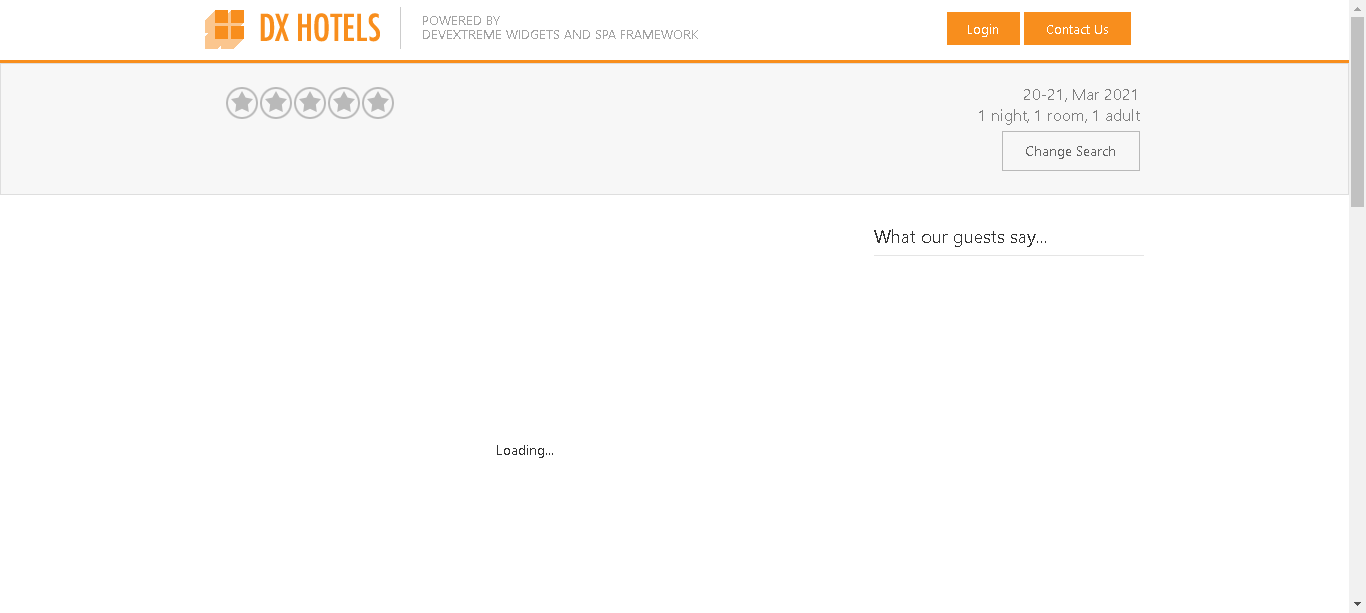 DX HOTELS
POWERED BY
DEVEXTREME WIDGETS AND SPA FRAMEWORK
Login
Contact Us
20-21, Mar 2021
1 night, 1 room, 1 adult
Change Search
What our guests say...
Loading...